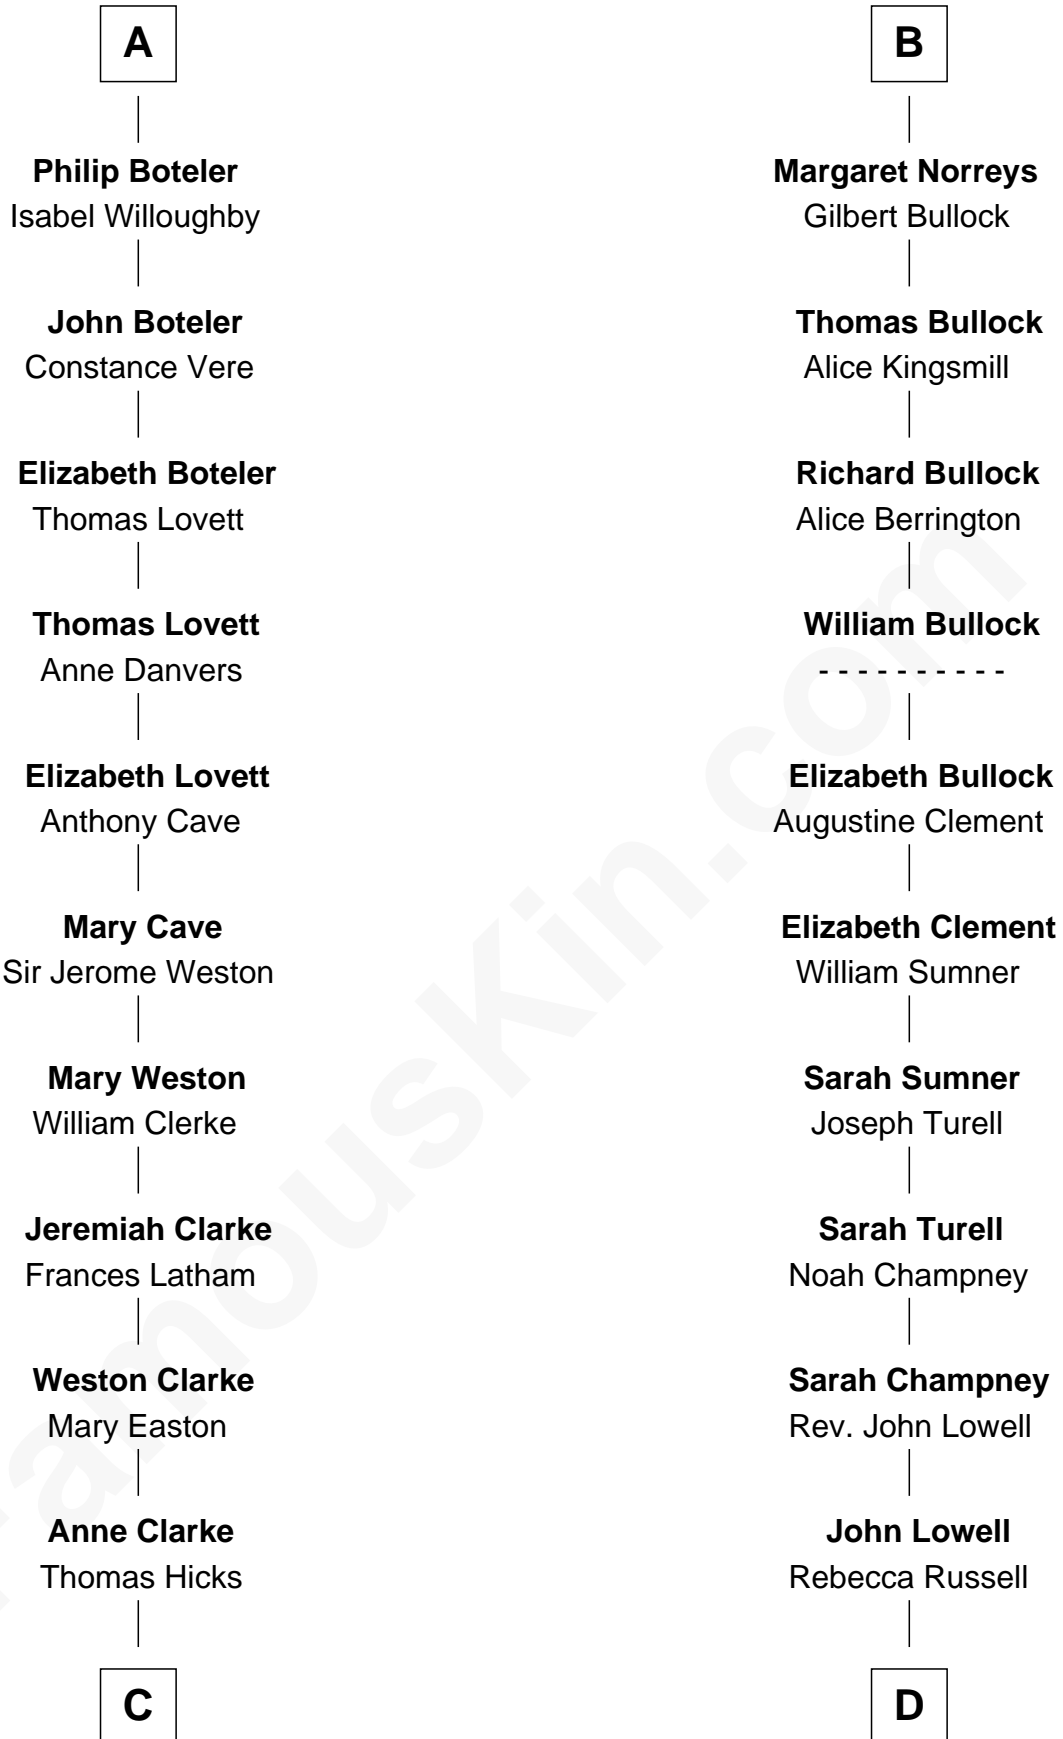 A
Philip Boteler
Isabel Willoughby
John Boteler
Constance Vere
Elizabeth Boteler
Thomas Lovett
Thomas Lovett
Anne Danvers
Elizabeth Lovett
Anthony Cave
Mary Cave
Sir Jerome Weston
Mary Weston
William Clerke
Jeremiah Clarke
Frances Latham
Weston Clarke
Mary Easton
Anne Clarke
Thomas Hicks
C
B
Margaret Norreys
Gilbert Bullock
Thomas Bullock
Alice Kingsmill
Richard Bullock
Alice Berrington
William Bullock
- - - - - - - - - -
Elizabeth Bullock
Augustine Clement
Elizabeth Clement
William Sumner
Sarah Sumner
Joseph Turell
Sarah Turell
Noah Champney
Sarah Champney
Rev. John Lowell
John Lowell
Rebecca Russell
D
FamousKin.com